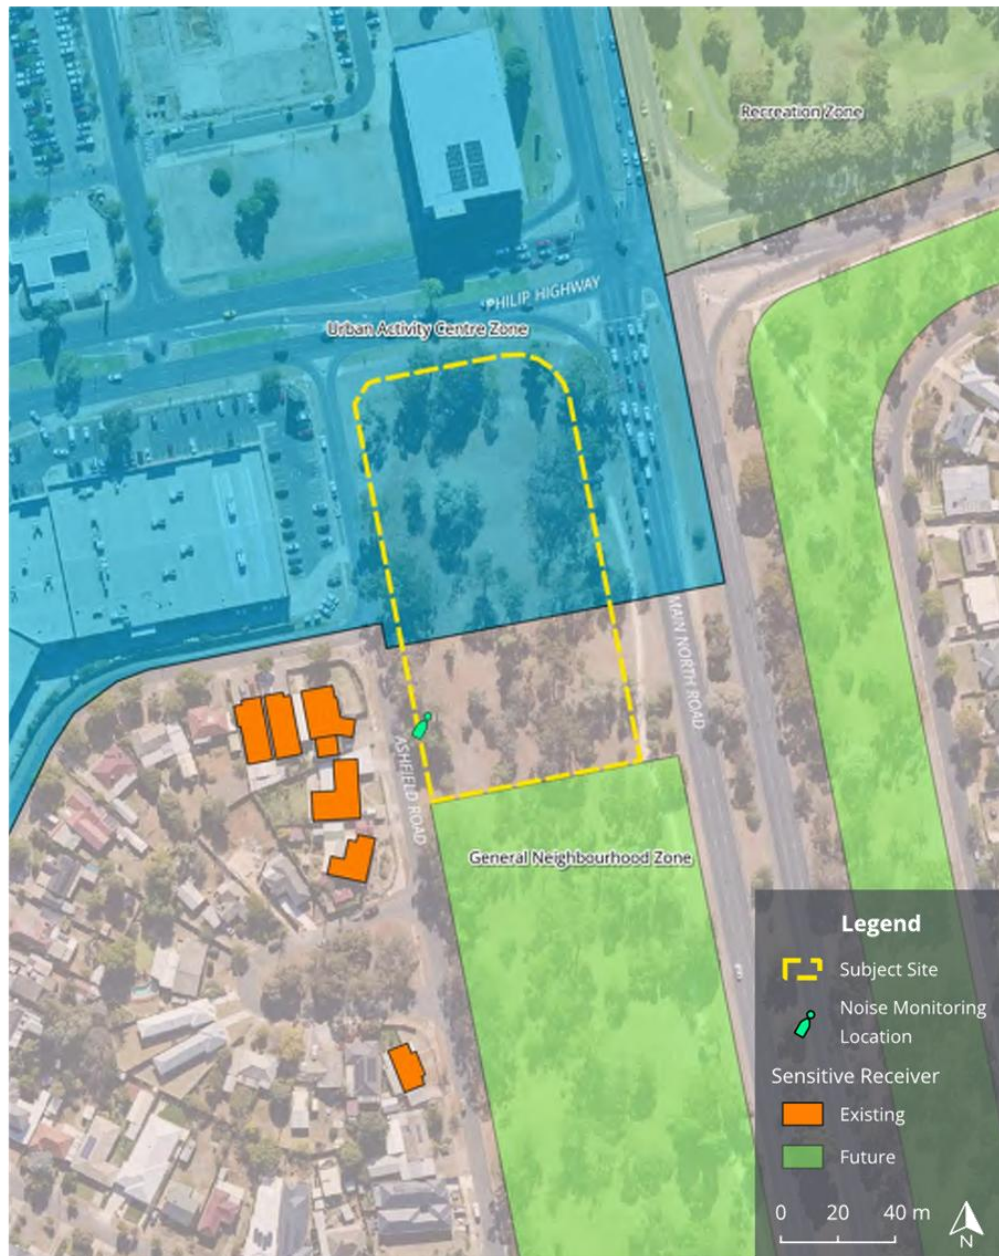 Recreation Zone
PHILIP HIGHWAY
Urban Activity Centre Zone
MAIN NORTH ROAD
ASHFIELD ROAD
General Neighbourhood Zone
Legend
Subject Site
Noise Monitoring
Location
Sensitive Receiver
Existing
Future
0 20 40 m
N